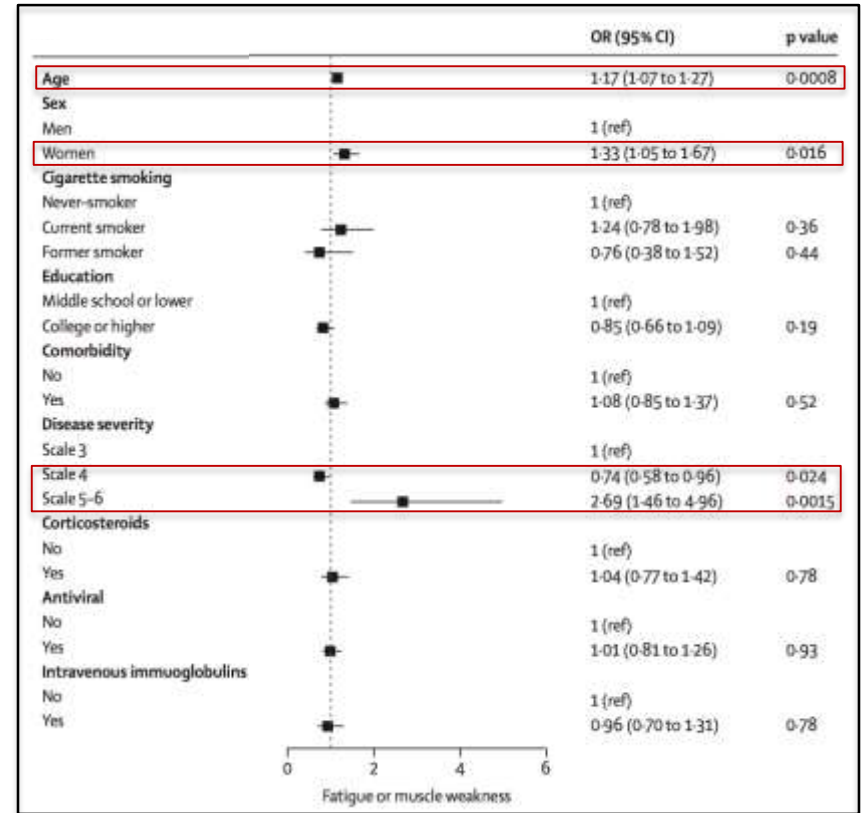 OR (95% CI) p value
Age 1·17 (1·07 to 1·27) 0·0008
Sex
Men 1 (ref)
Women 1·33 (1·05 to 1·67) 0·016
Cigarette smoking
Never-smoker 1 (ref)
Current smoker 1·24 (0·78 to 1·98) 0·36
Former smoker 0·76 (0·38 to 1·52) 0·44
Education
Middle school or lower 1 (ref)
College or higher 0·85 (0·66 to 1·09) 0·19
Comorbidity
No 1 (ref)
Yes 1·08 (0·85 to 1·37) 0·52
Disease severity
Scale 3 1 (ref)
Scale 4 0·74 (0·58 to 0·96) 0·024
Scale 5–6 2·69 (1·46 to 4·96) 0·0015
Corticosteroids
No 1 (ref)
Yes 1·04 (0·77 to 1·42) 0·78
Antiviral
No 1 (ref)
Yes 1·01 (0·81 to 1·26) 0·93
Intravenous immuoglobulins
No 1 (ref)
Yes 0·96 (0·70 to 1·31) 0·78
0 2 4 6
Fatigue or muscle weakness